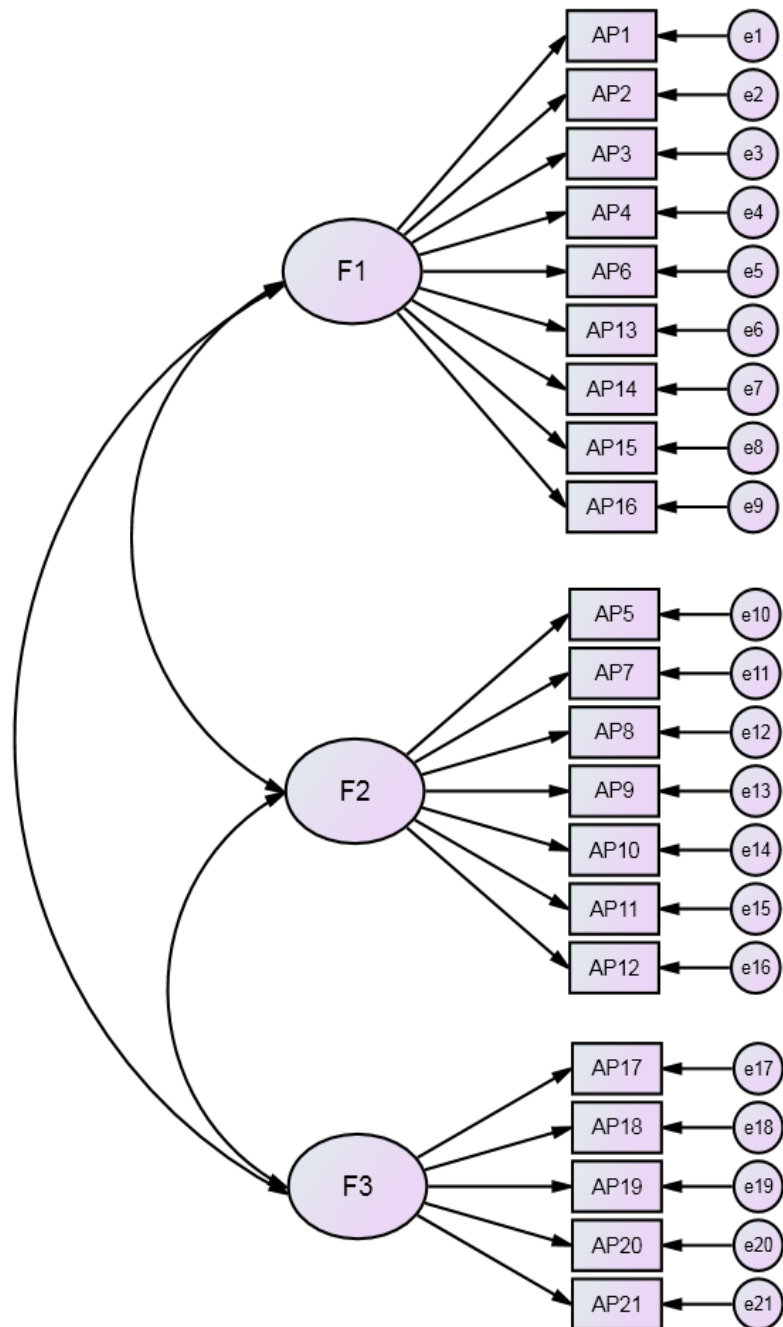 AP1 e1
AP2 e2
AP3 e3
AP4 e4
F1 AP6 e5
AP13 e6
AP14 e7
AP15 e8
AP16 e9
AP5 e10
AP7 e11
AP8 e12
F2 AP9 e13
AP10 e14
AP11 e15
AP12 e16
AP17 e17
AP18 e18
F3 AP19 e19
AP20 e20
AP21 e21